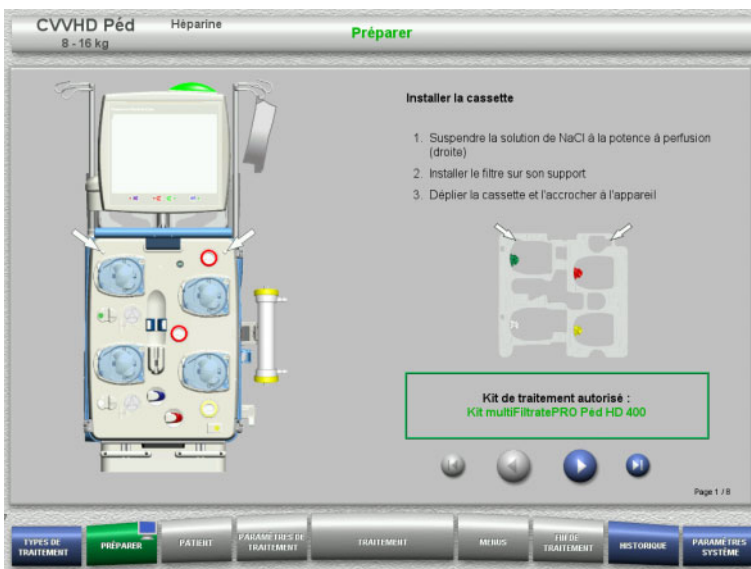 CVVHD Péd
Héparine
Préparer
8 - 16 kg
Installer la cassette
1. Suspendre la solution de NaCl à la potence à perfusion
(droite)
2. Installer le filtre sur son support
3. Déplier la cassette et l'accrocher à l'appareil
Kit de traitement autorisé :
Kit multiFiltratePRO Péd HD 400
Page 1 / 8
TYPES DE
TRAITEMENT
PRÉPARER
PATIENT
PARAMÈTRES DE
TRAITEMENT
TRAITEMENT
MENUS
FIN DE
TRAITEMENT
HISTORIQUE
PARAMÈTRES
SYSTÈME